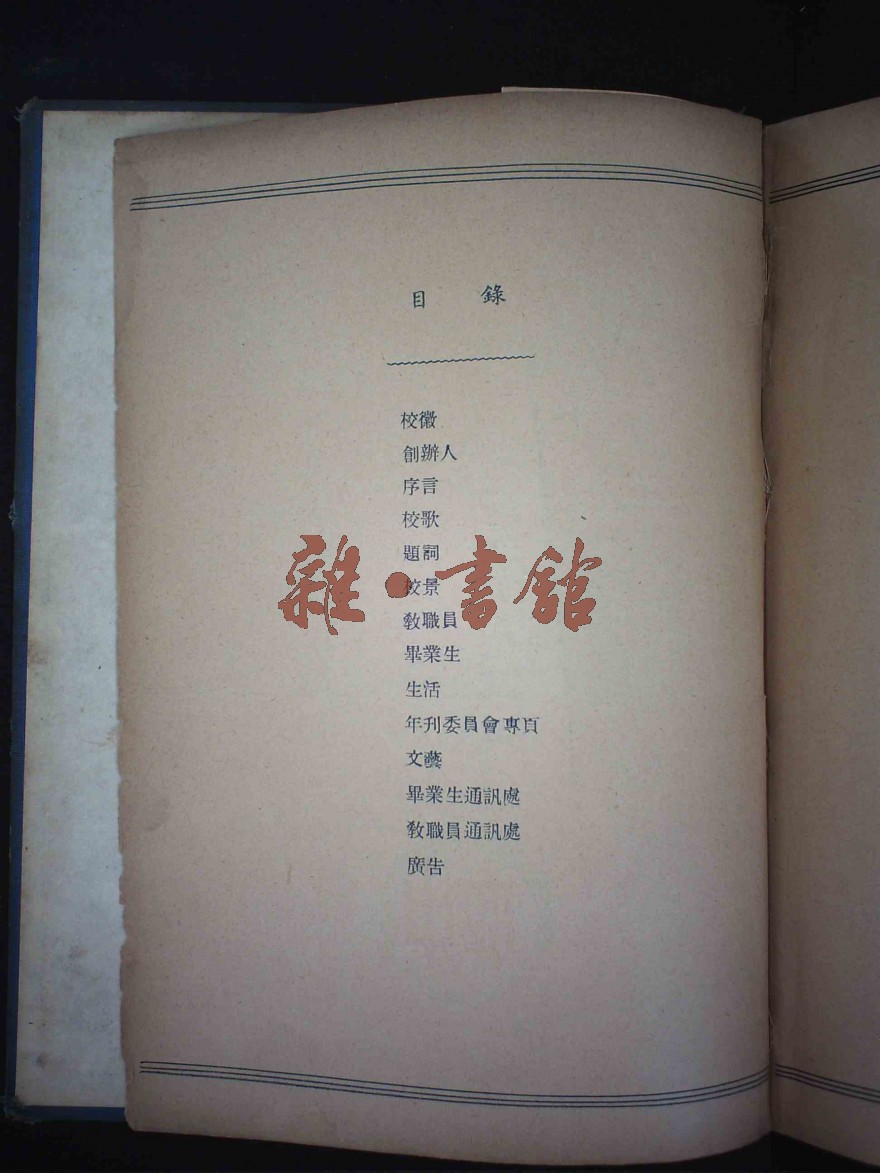 目 錄
校徽
創辦人
序言
校歌
題詞
校景
敎職員
畢業生
生活
年刊委員會專頁
文藝
畢業生通訊處
敎職員通訊處
廣告
雜·書館